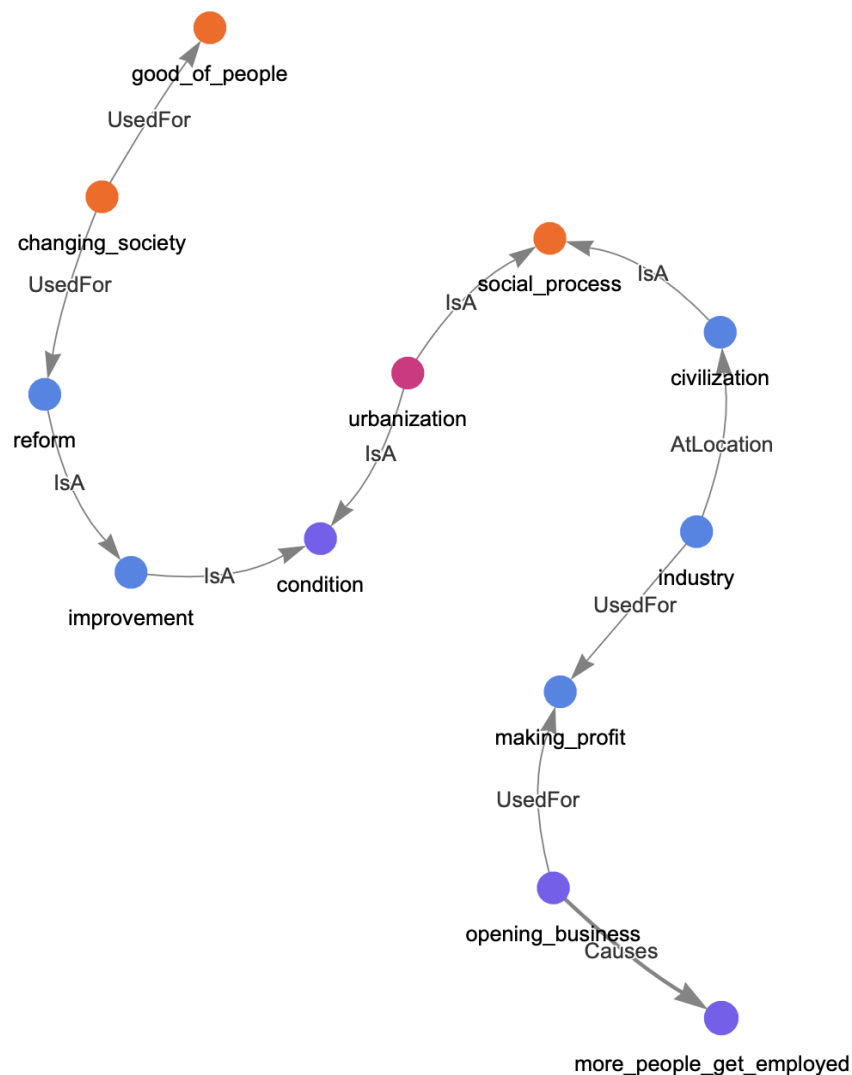 good_of_people
UsedFor
changing_society
social_process
IsA
UsedFor
IsA
civilization
urbanization
reform
AtLocation
IsA
IsA
IsA
condition
industry
improvement
UsedFor
making_profit
UsedFor
opening_business
Causes
more_people_get_employed